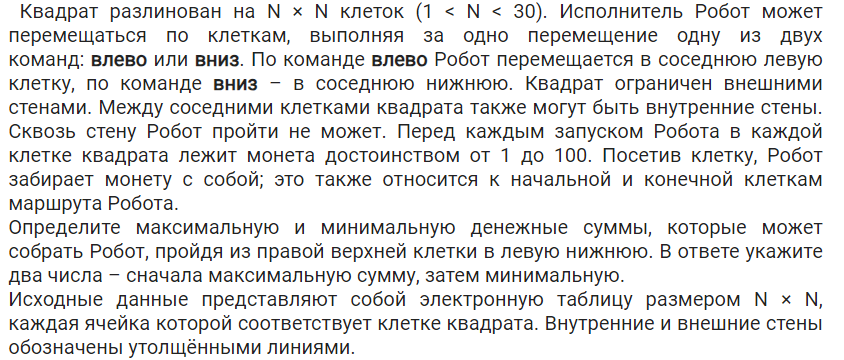 Квадрат разлинован на N × N клеток (1 < N < 30). Исполнитель Робот может
перемещаться по клеткам, выполняя за одно перемещение одну из двух
команд: влево или вниз. По команде влево Робот перемещается в соседнюю левую
клетку, по команде вниз – в соседнюю нижнюю. Квадрат ограничен внешними
стенами. Между соседними клетками квадрата также могут быть внутренние стены.
Сквозь стену Робот пройти не может. Перед каждым запуском Робота в каждой
клетке квадрата лежит монета достоинством от 1 до 100. Посетив клетку, Робот
забирает монету с собой; это также относится к начальной и конечной клеткам
маршрута Робота.
Определите максимальную и минимальную денежные суммы, которые может
собрать Робот, пройдя из правой верхней клетки в левую нижнюю. В ответе укажите
два числа – сначала максимальную сумму, затем минимальную.
Исходные данные представляют собой электронную таблицу размером N × N,
каждая ячейка которой соответствует клетке квадрата. Внутренние и внешние стены
обозначены утолщёнными линиями.